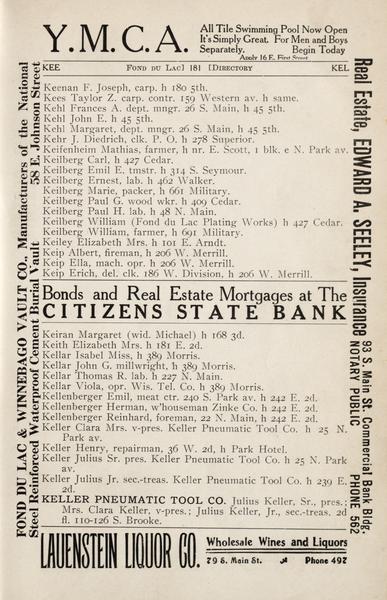 Y.M.C.A.
All Tile Swimming Pool Now Open
It's Simply Great. For Men and Boys
Separately. Begin Today
Apply 16 E. First Street
KEE FOND DU LAC] 181 [DIRECTORY KEL
Keenan F. Joseph, carp. h 180 5th.
Kees Taylor Z. carp. contr. 159 Western av. h same.
Kehl Frances A. dept. mngr. 26 S. Main, h 45 5th.
Kehl John E. h 45 5th.
Kehl Margaret, dept. mngr. 26 S. Main, h 45 5th.
Kehr J. Diedrich, clk. P. O. h 278 Superior.
Keifenheim Mathias, farmer, h nr. E. Scott, 1 blk. e N. Park av.
Keilberg Carl, h 427 Cedar.
Keilberg Emil E. tmstr. h 314 S. Seymour.
Keilberg Ernest, lab. h 462 Walker.
Keilberg Marie, packer, h 661 Military.
Keilberg Paul G. wood wkr. h 409 Cedar.
Keilberg Paul H. lab. h 48 N. Main.
Keilberg William (Fond du Lac Plating Works) h 427 Cedar.
Keilberg William, farmer, h 691 Military.
Keiley Elizabeth Mrs. h 101 E. Arndt.
Keip Albert, fireman, h 206 W. Merrill.
Keip Ella, mach. opr. h 206 W. Merrill.
Keip Erich, del. clk. 186 W. Division, h 206 W. Merrill.
Bonds and Real Estate Mortgages at The
CITIZENS STATE BANK
Keiran Margaret (wid. Michael) h 168 3d.
Keith Elizabeth Mrs. h 181 E. 2d.
Kellar Isabel Miss, h 389 Morris.
Kellar John G. millwright, h 389 Morris.
Kellar Thomas R. lab. h 227 N. Main.
Kellar Viola, opr. Wis. Tel. Co. h 389 Morris.
Kellenberger Emil, meat ctr. 240 S. Park av. h 242 E. 2d.
Kellenberger Herman, w'houseman Zinke Co. h 242 E. 2d.
Kellenberger Reinhard, foreman, 22 N. Main, h 242 E. 2d.
Keller Clara Mrs. v-pres. Keller Pneumatic Tool Co. h 25 N.
Park av.
Keller Henry, repairman, 36 W. 2d, h Park Hotel.
Keller Julius Sr. pres. Keller Pneumatic Tool Co. h 25 N. Park
av.
Keller Julius Jr. sec.-treas. Keller Pneumatic Tool Co. h 239 E.
2d.
KELLER PNEUMATIC TOOL CO. Julius Keller, Sr., pres.;
Mrs. Clara Keller, v-pres.; Julius Keller, Jr., sec.-treas. 2d
fl. 110-126 S. Brooke.
LAUENSTEIN LIQUOR CO.
Wholesale Wines and Liquors
79 S. Main St. Phone 492
FOND DU LAC & WINNEBAGO VAULT CO., Manufacturers of the National
Steel Reinforced Waterproof Cement Burial Vault 58 E. Johnson Street
Real Estate, EDWARD A. SEELEY, Insurance
93 S. Main St. Commercial Bank Bldg.
NOTARY PUBLIC PHONE 562